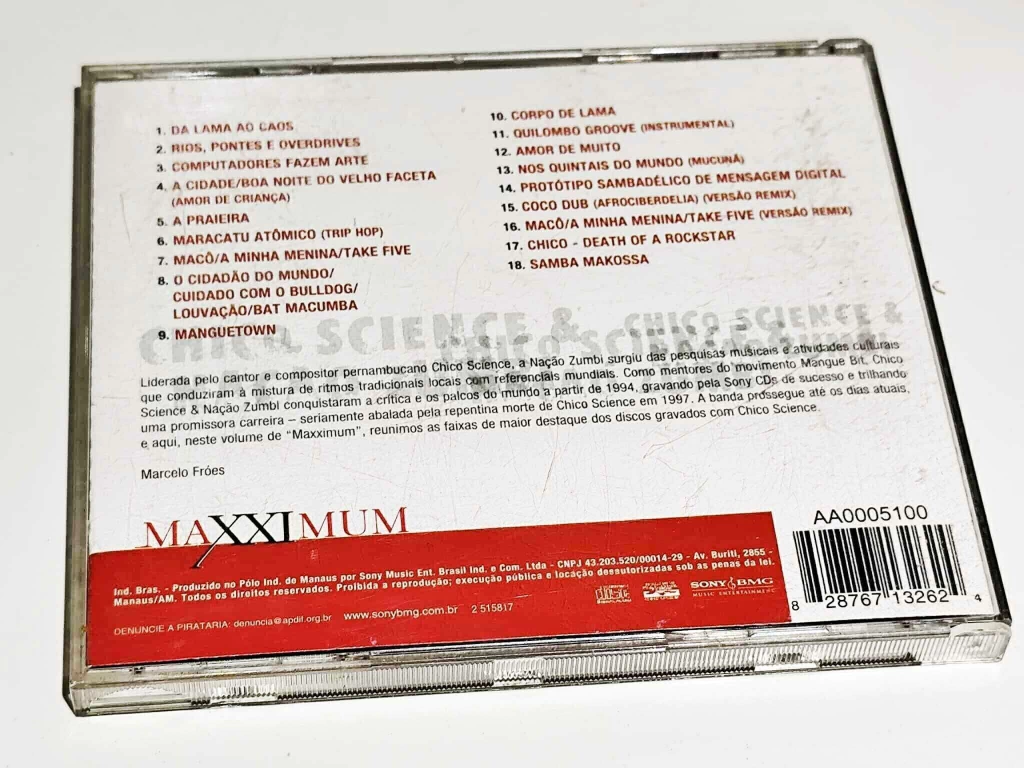 1. DA LAMA AO CAOS
2. RIOS, PONTES E OVERDRIVES
3. COMPUTADORES FAZEM ARTE
4. A CIDADE/BOA NOITE DO VELHO FACETA
(AMOR DE CRIANÇA)
5. A PRAIEIRA
6. MARACATU ATÔMICO (TRIP HOP)
7. MACÔ/A MINHA MENINA/TAKE FIVE
8. O CIDADÃO DO MUNDO/
CUIDADO COM O BULLDOG/
LOUVAÇÃO/BAT MACUMBA
9. MANGUETOWN
10. CORPO DE LAMA
11. QUILOMBO GROOVE (INSTRUMENTAL)
12. AMOR DE MUITO
13. NOS QUINTAIS DO MUNDO (MUCUNÃ)
14. PROTÓTIPO SAMBADÉLICO DE MENSAGEM DIGITAL
15. COCO DUB (AFROCIBERDELIA) (VERSÃO REMIX)
16. MACÔ/A MINHA MENINA/TAKE FIVE (VERSÃO REMIX)
17. CHICO - DEATH OF A ROCKSTAR
18. SAMBA MAKOSSA
CHICO SCIENCE & CHICO SCIENCE & CHICO SCIENCE &
Liderada pelo cantor e compositor pernambucano Chico Science, a Nação Zumbi surgiu das pesquisas musicais e atividades culturais
que conduziram à mistura de ritmos tradicionais locais com referenciais mundiais. Como mentores do movimento Mangue Bit, Chico
Science & Nação Zumbi conquistaram a crítica e os palcos do mundo a partir de 1994, gravando pela Sony CDs de sucesso e trilhando
uma promissora carreira – seriamente abalada pela repentina morte de Chico Science em 1997. A banda prossegue até os dias atuais,
e aqui, neste volume de “Maxximum”, reunimos as faixas de maior destaque dos discos gravados com Chico Science.
Marcelo Fróes
MAXXIMUM
AA0005100
Ind. Bras. - Produzido no Pólo Ind. de Manaus por Sony Music Ent. Brasil Ind. e Com. Ltda - CNPJ 43.203.520/00014-29 - Av. Buriti, 2855 -
Manaus/AM. Todos os direitos reservados. Proibida a reprodução; execução pública e locação desautorizadas sob as penas da lei.
DENUNCIE A PIRATARIA: denuncia@apdif.org.br www.sonybmg.com.br 2 515817
SONY BMG
MUSIC ENTERTAINMENT
8 28767 13262 4